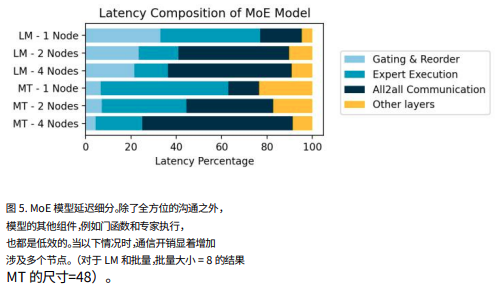 Latency Composition of MoE Model
LM - 1 Node
LM - 2 Nodes
LM - 4 Nodes
MT - 1 Node
MT - 2 Nodes
MT - 4 Nodes
0 20 40 60 80 100
Latency Percentage
Gating & Reorder
Expert Execution
All2all Communication
Other layers
图 5. MoE 模型延迟细分。除了全方位的沟通之外，
模型的其他组件，例如门函数和专家执行，
也都是低效的。当以下情况时，通信开销显着增加
涉及多个节点。（对于 LM 和批量，批量大小 = 8 的结果
MT 的尺寸=48）。